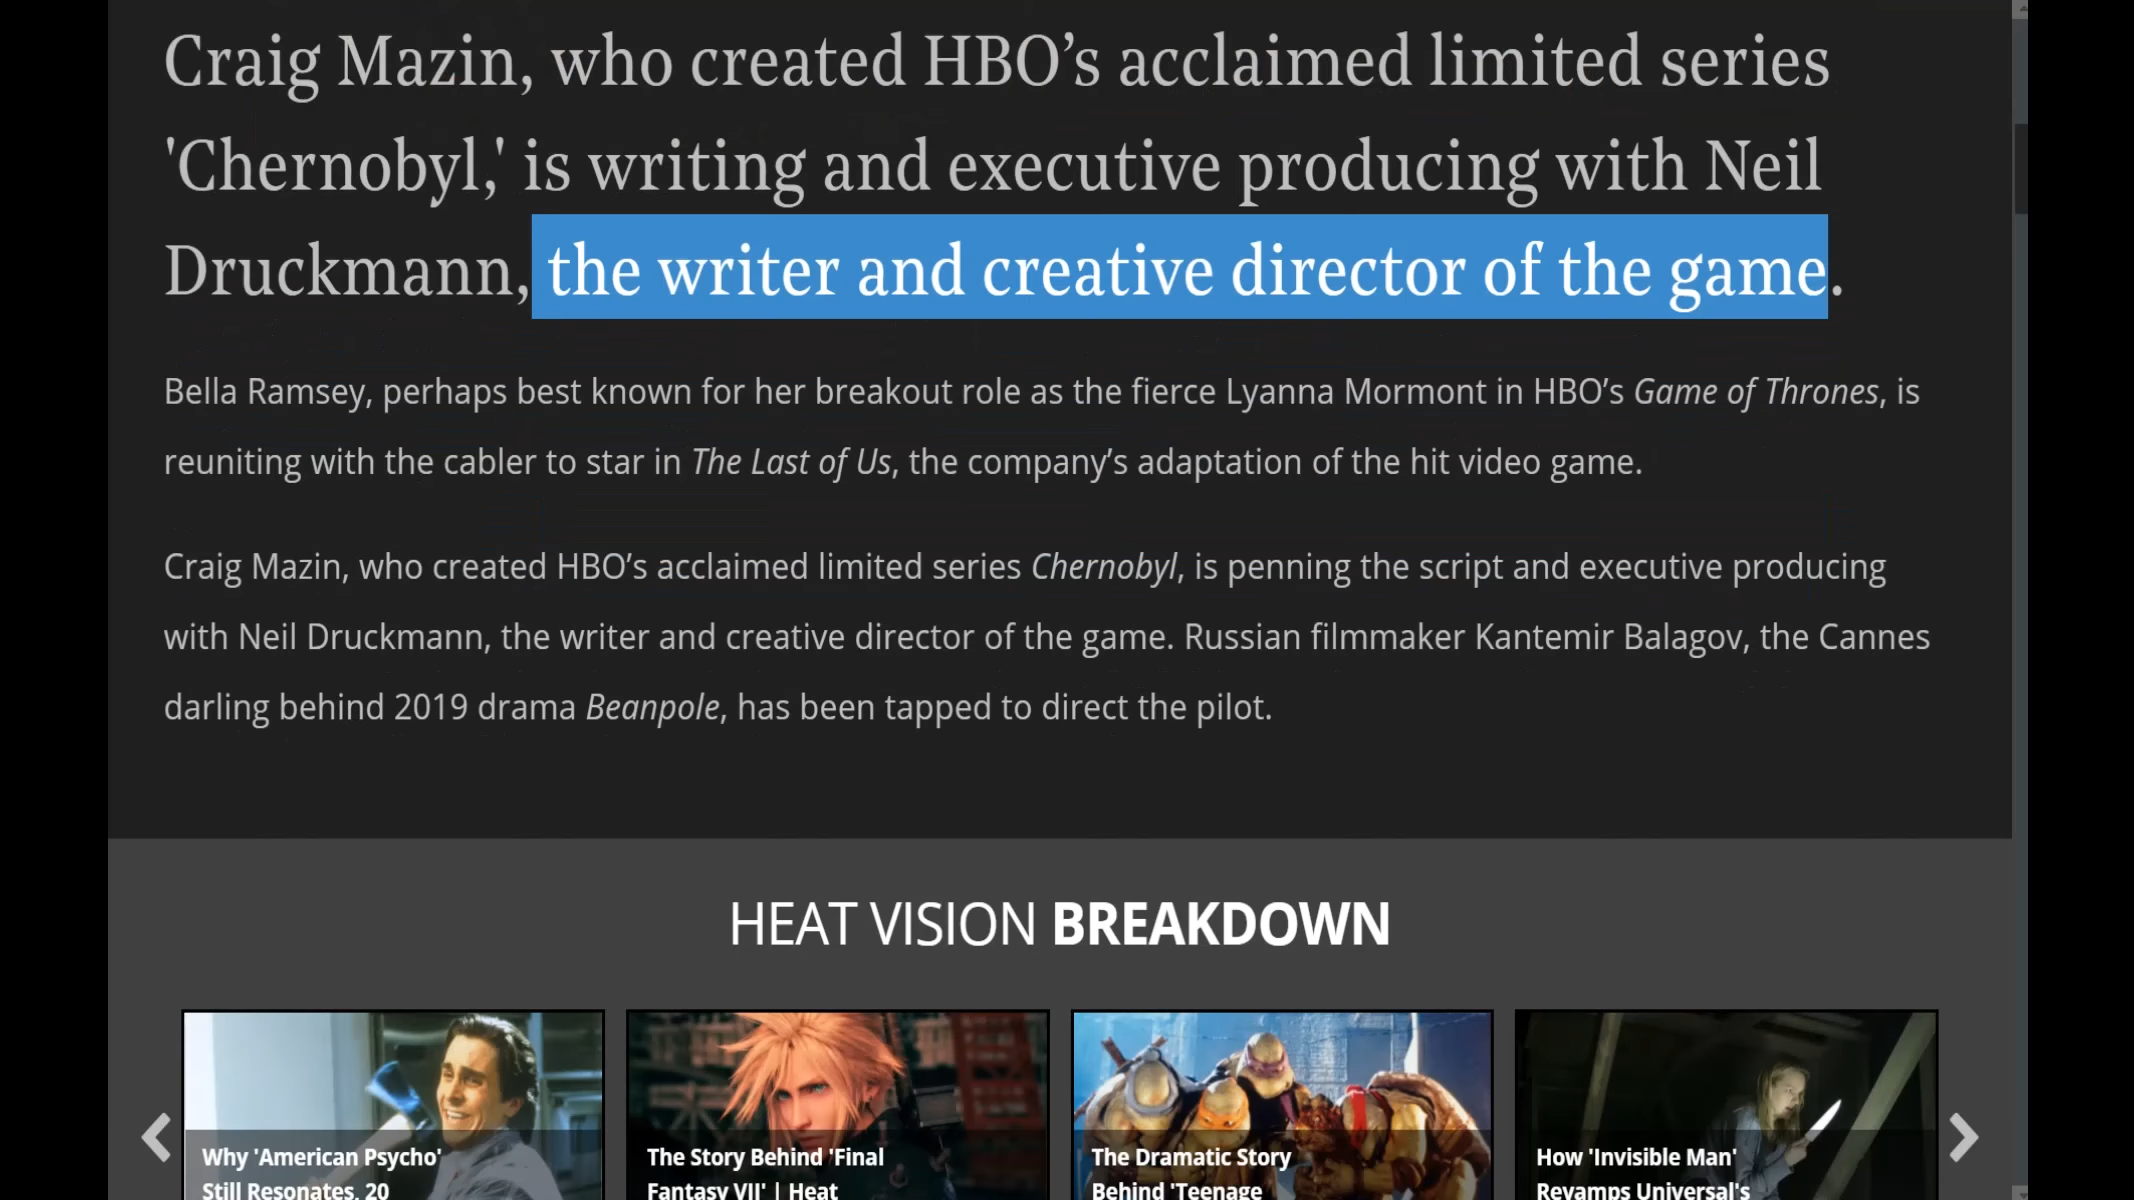 Craig Mazin, who created HBO’s acclaimed limited series
'Chernobyl,' is writing and executive producing with Neil
Druckmann, the writer and creative director of the game.
Bella Ramsey, perhaps best known for her breakout role as the fierce Lyanna Mormont in HBO’s Game of Thrones, is
reuniting with the cabler to star in The Last of Us, the company’s adaptation of the hit video game.
Craig Mazin, who created HBO’s acclaimed limited series Chernobyl, is penning the script and executive producing
with Neil Druckmann, the writer and creative director of the game. Russian filmmaker Kantemir Balagov, the Cannes
darling behind 2019 drama Beanpole, has been tapped to direct the pilot.
HEAT VISION BREAKDOWN
Why 'American Psycho'
Still Resonates, 20
The Story Behind 'Final
Fantasy VII' | Heat
The Dramatic Story
Behind 'Teenage
How 'Invisible Man'
Revamps Universal's